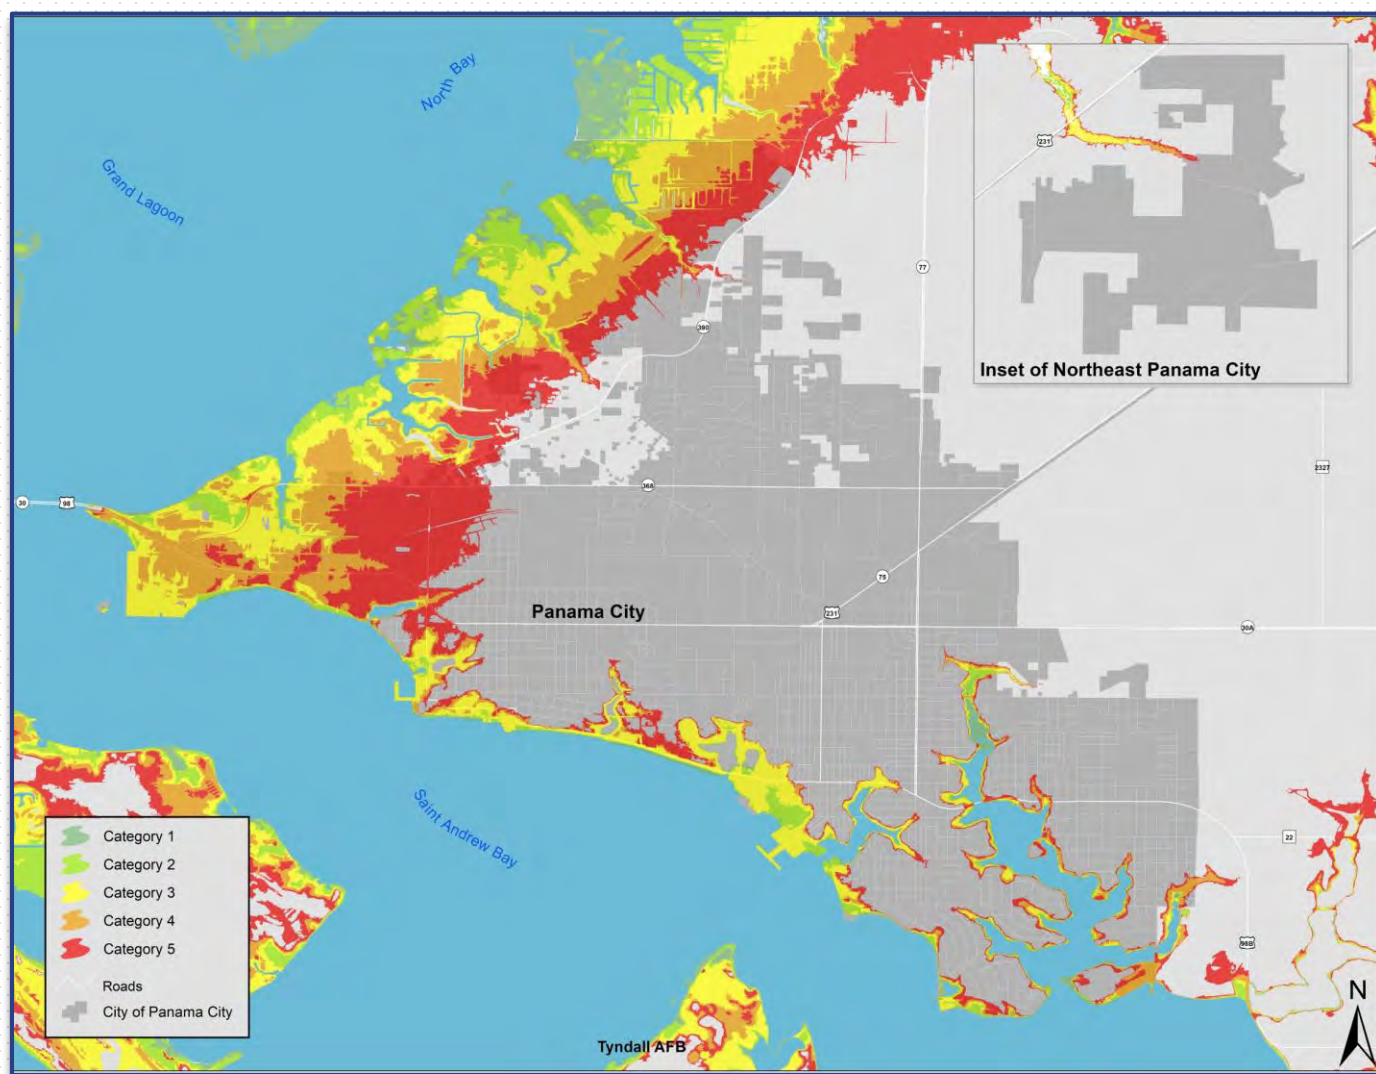 North Bay
Grand Lagoon
231
Inset of Northeast Panama City
77
390
2327
30
98
368
75
231
Panama City
30A
Saint Andrew Bay
22
98B
Category 1
Category 2
Category 3
Category 4
Category 5
Roads
City of Panama City
Tyndall AFB
N